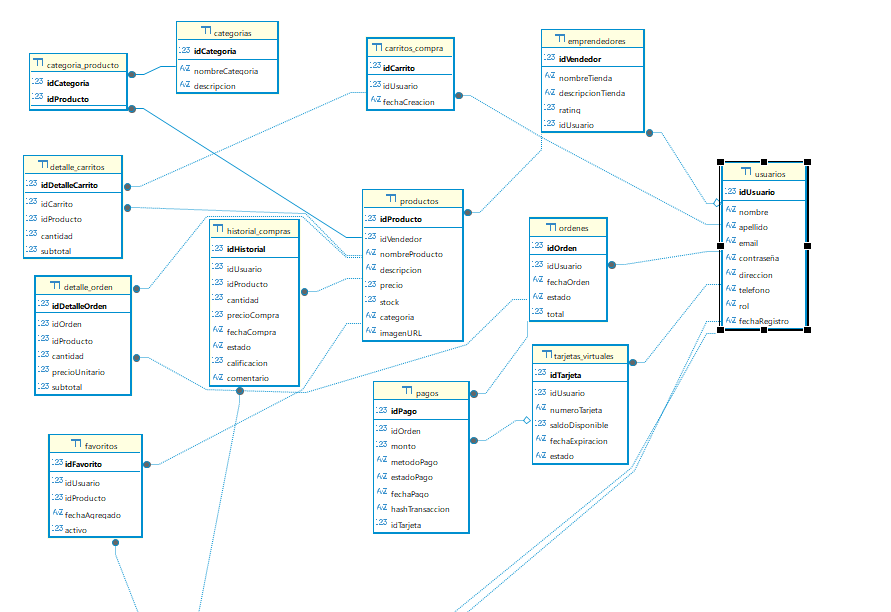 categorias
123 idCategoria
AZ nombreCategoria
AZ descripcion
categoria_producto
123 idCategoria
123 idProducto
carritos_compra
123 idCarrito
123 idUsuario
AZ fechaCreacion
emprendedores
123 idVendedor
AZ nombreTienda
AZ descripcionTienda
123 rating
123 idUsuario
detalle_carritos
123 idDetalleCarrito
123 idCarrito
123 idProducto
123 cantidad
123 subtotal
usuarios
123 idUsuario
AZ nombre
AZ apellido
AZ email
AZ contraseña
AZ direccion
AZ telefono
AZ rol
AZ fechaRegistro
productos
123 idProducto
123 idVendedor
AZ nombreProducto
AZ descripcion
123 precio
123 stock
AZ categoria
AZ imagenURL
historial_compras
123 idHistorial
123 idUsuario
123 idProducto
123 cantidad
123 precioCompra
AZ fechaCompra
AZ estado
123 calificacion
AZ comentario
ordenes
123 idOrden
123 idUsuario
AZ fechaOrden
AZ estado
123 total
detalle_orden
123 idDetalleOrden
123 idOrden
123 idProducto
123 cantidad
123 precioUnitario
123 subtotal
tarjetas_virtuales
123 idTarjeta
123 idUsuario
AZ numeroTarjeta
123 saldoDisponible
AZ fechaExpiracion
AZ estado
pagos
123 idPago
123 idOrden
123 monto
AZ metodoPago
AZ estadoPago
AZ fechaPago
AZ hashTransaccion
123 idTarjeta
favoritos
123 idFavorito
123 idUsuario
123 idProducto
AZ fechaAgregado
123 activo